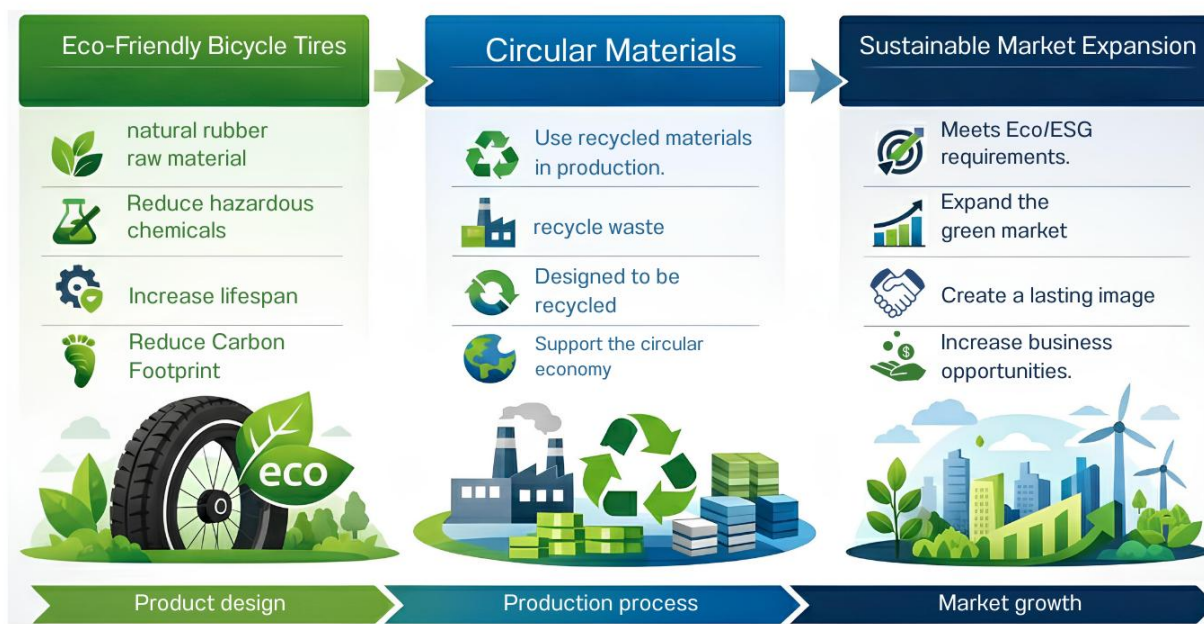 Eco-Friendly Bicycle Tires
natural rubber
raw material
Reduce hazardous
chemicals
Increase lifespan
Reduce Carbon
Footprint
eco
Product design
Circular Materials
Use recycled materials
in production.
recycle waste
Designed to be
recycled
Support the circular
economy
Production process
Sustainable Market Expansion
Meets Eco/ESG
requirements.
Expand the
green market
Create a lasting image
$
Increase business
opportunities.
Market growth